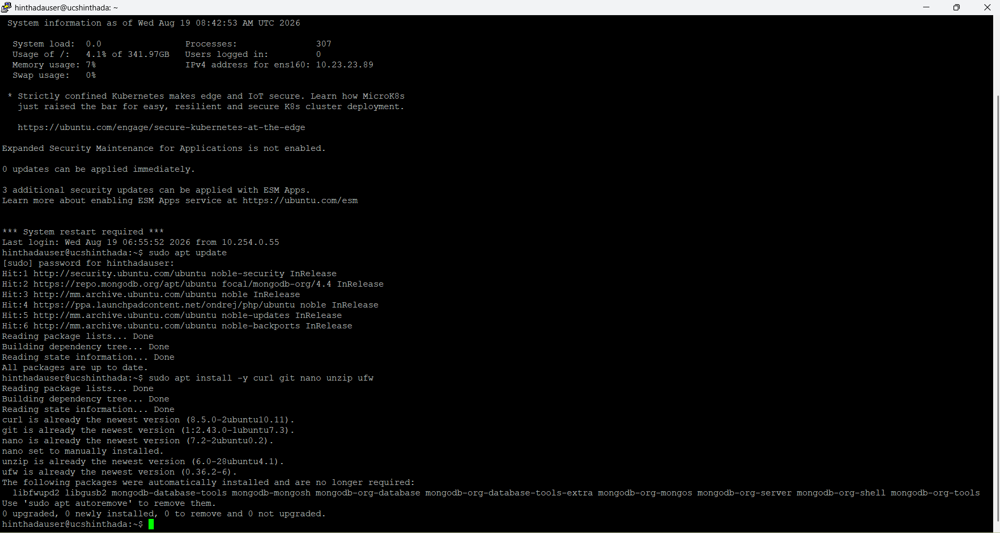 hinthadauser@ucshinthada: ~
System information as of Wed Aug 19 08:42:53 AM UTC 2026
System load:  0.0                Processes:               307
Usage of /:   4.1% of 341.97GB   Users logged in:         0
Memory usage: 7%                 IPv4 address for ens160: 10.23.23.89
Swap usage:   0%
* Strictly confined Kubernetes makes edge and IoT secure. Learn how MicroK8s
just raised the bar for easy, resilient and secure K8s cluster deployment.
https://ubuntu.com/engage/secure-kubernetes-at-the-edge
Expanded Security Maintenance for Applications is not enabled.
0 updates can be applied immediately.
3 additional security updates can be applied with ESM Apps.
Learn more about enabling ESM Apps service at https://ubuntu.com/esm
*** System restart required ***
Last login: Wed Aug 19 06:55:52 2026 from 10.254.0.55
hinthadauser@ucshinthada:~$ sudo apt update
[sudo] password for hinthadauser:
Hit:1 http://security.ubuntu.com/ubuntu noble-security InRelease
Hit:2 https://repo.mongodb.org/apt/ubuntu focal/mongodb-org/4.4 InRelease
Hit:3 http://mm.archive.ubuntu.com/ubuntu noble InRelease
Hit:4 https://ppa.launchpadcontent.net/ondrej/php/ubuntu noble InRelease
Hit:5 http://mm.archive.ubuntu.com/ubuntu noble-updates InRelease
Hit:6 http://mm.archive.ubuntu.com/ubuntu noble-backports InRelease
Reading package lists... Done
Building dependency tree... Done
Reading state information... Done
All packages are up to date.
hinthadauser@ucshinthada:~$ sudo apt install -y curl git nano unzip ufw
Reading package lists... Done
Building dependency tree... Done
Reading state information... Done
curl is already the newest version (8.5.0-2ubuntu10.11).
git is already the newest version (1:2.43.0-1ubuntu7.3).
nano is already the newest version (7.2-2ubuntu0.2).
nano set to manually installed.
unzip is already the newest version (6.0-28ubuntu4.1).
ufw is already the newest version (0.36.2-6).
The following packages were automatically installed and are no longer required:
libfwupd2 libgusb2 mongodb-database-tools mongodb-mongosh mongodb-org-database mongodb-org-database-tools-extra mongodb-org-mongos mongodb-org-server mongodb-org-shell mongodb-org-tools
Use 'sudo apt autoremove' to remove them.
0 upgraded, 0 newly installed, 0 to remove and 0 not upgraded.
hinthadauser@ucshinthada:~$